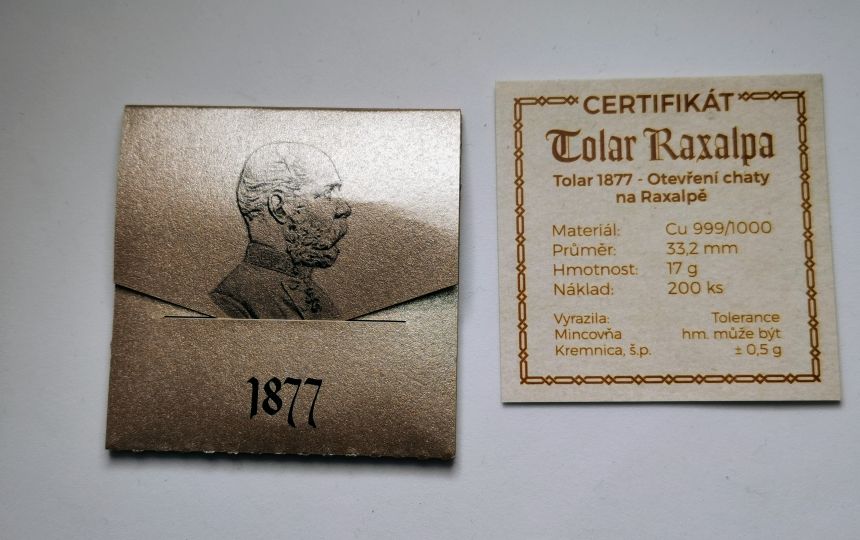 1877
CERTIFIKÁT
Tolar Raxalpa
Tolar 1877 - Otevření chaty
na Raxalpě
Materiál: Cu 999/1000
Průměr: 33,2 mm
Hmotnost: 17 g
Náklad: 200 ks
Vyrazila: Tolerance
Mincovňa hm. může být
Kremnica, š.p. ± 0,5 g